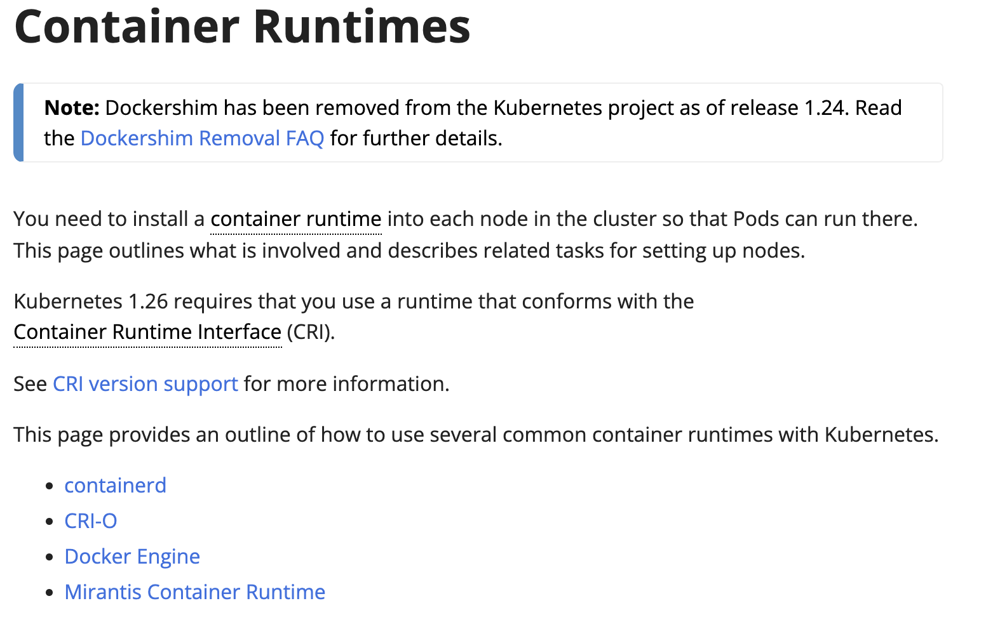 Container Runtimes
Note: Dockershim has been removed from the Kubernetes project as of release 1.24. Read
the Dockershim Removal FAQ for further details.
You need to install a container runtime into each node in the cluster so that Pods can run there.
This page outlines what is involved and describes related tasks for setting up nodes.
Kubernetes 1.26 requires that you use a runtime that conforms with the
Container Runtime Interface (CRI).
See CRI version support for more information.
This page provides an outline of how to use several common container runtimes with Kubernetes.
• containerd
• CRI-O
• Docker Engine
• Mirantis Container Runtime